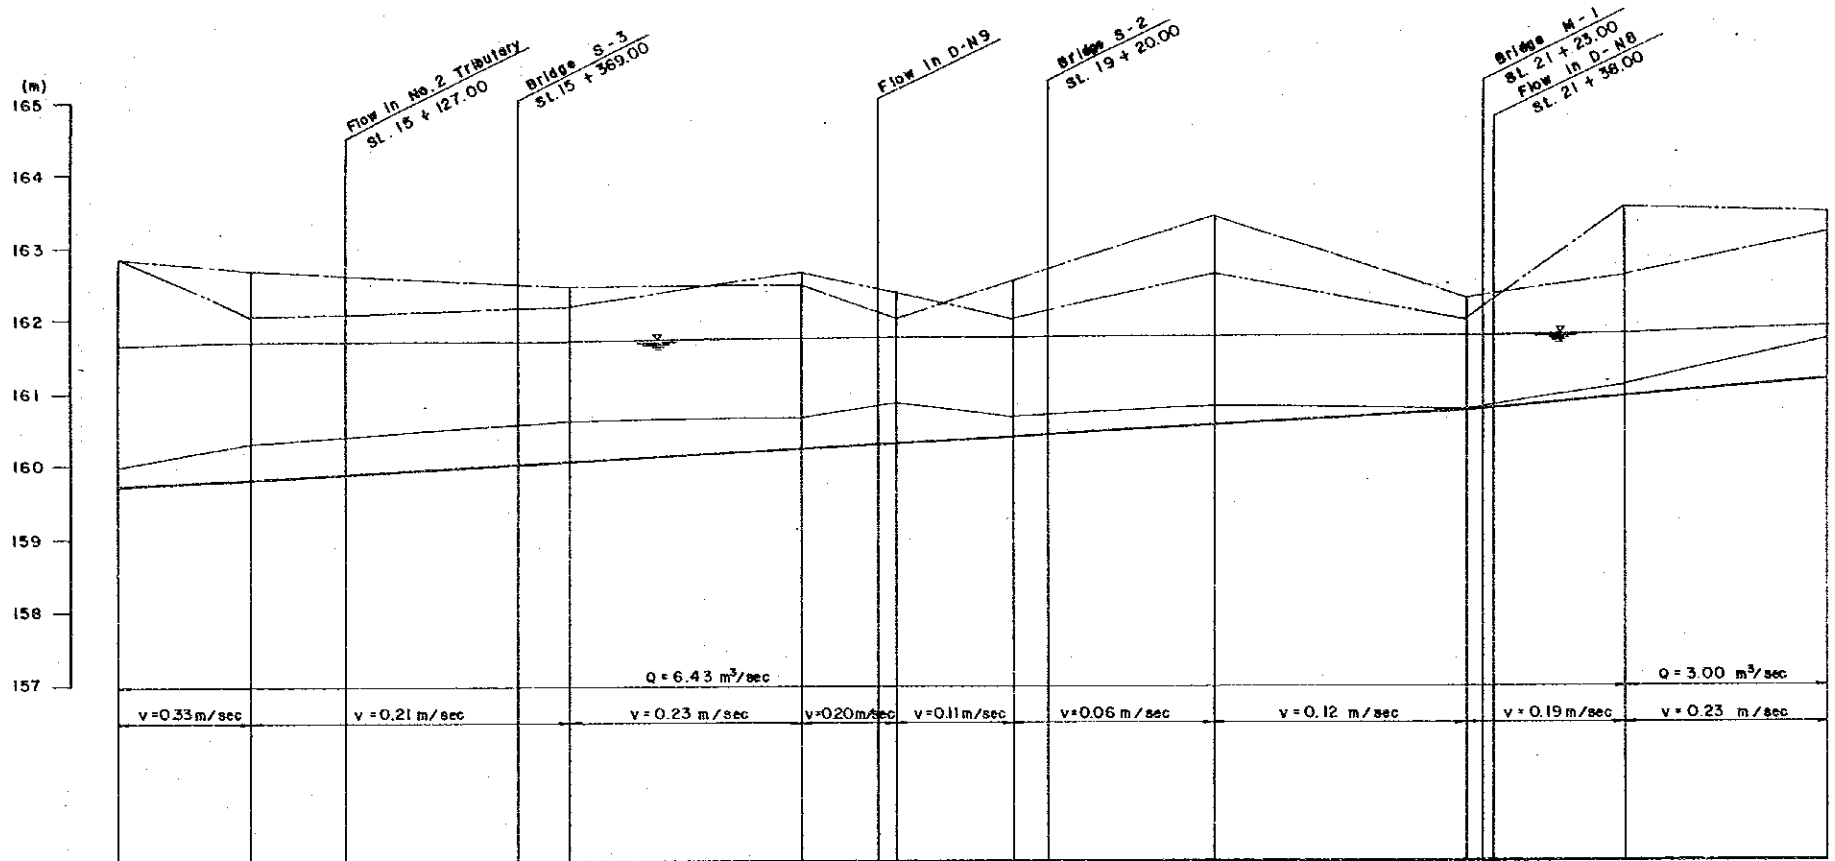 Flow in No.2 Tributary
St. 15 + 127.00
Bridge S-3
St. 15 + 369.00
Flow in D-N9
Bridge S-2
St. 19 + 20.00
Bridge M-1
St. 21 + 23.00
Flow in D-N8
St. 21 + 38.00
(m)
165
164
163
162
161
160
159
158
157
Q = 6.43 m³/sec
Q = 3.00 m³/sec
v=0.33m/sec
v=0.21 m/sec
v=0.23 m/sec
v=0.20m/sec
v=0.11m/sec
v=0.06 m/sec
v=0.12 m/sec
v=0.19 m/sec
v=0.23 m/sec